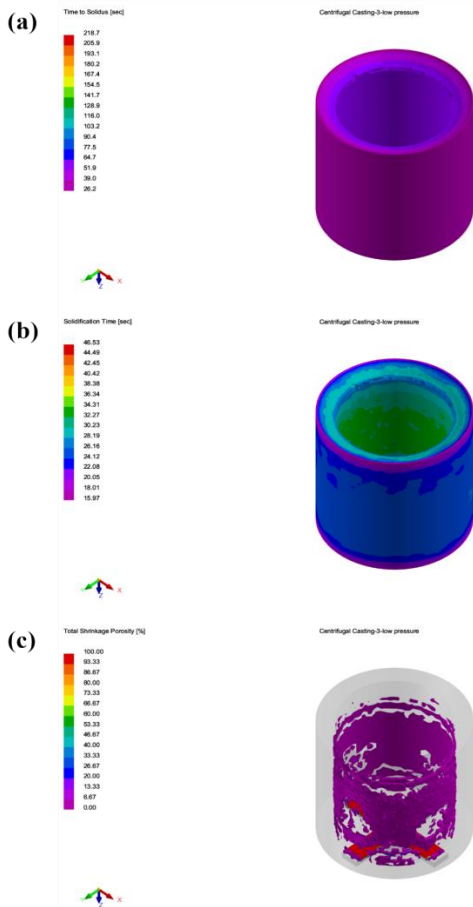 (a)
Time to Solidus [sec]
Centrifugal Casting-3-low pressure
218.7
205.9
193.1
180.2
167.4
154.5
141.7
128.9
116.0
103.2
90.4
77.5
64.7
51.9
39.0
26.2
Y
Z
X
(b)
Solidification Time [sec]
Centrifugal Casting-3-low pressure
46.53
44.49
42.45
40.42
38.38
36.34
34.31
32.27
30.23
28.19
26.16
24.12
22.08
20.05
18.01
15.97
Y
Z
X
(c)
Total Shrinkage Porosity [%]
Centrifugal Casting-3-low pressure
100.00
93.33
86.67
80.00
73.33
66.67
60.00
53.33
46.67
40.00
33.33
26.67
20.00
13.33
6.67
0.00
Y
Z
X